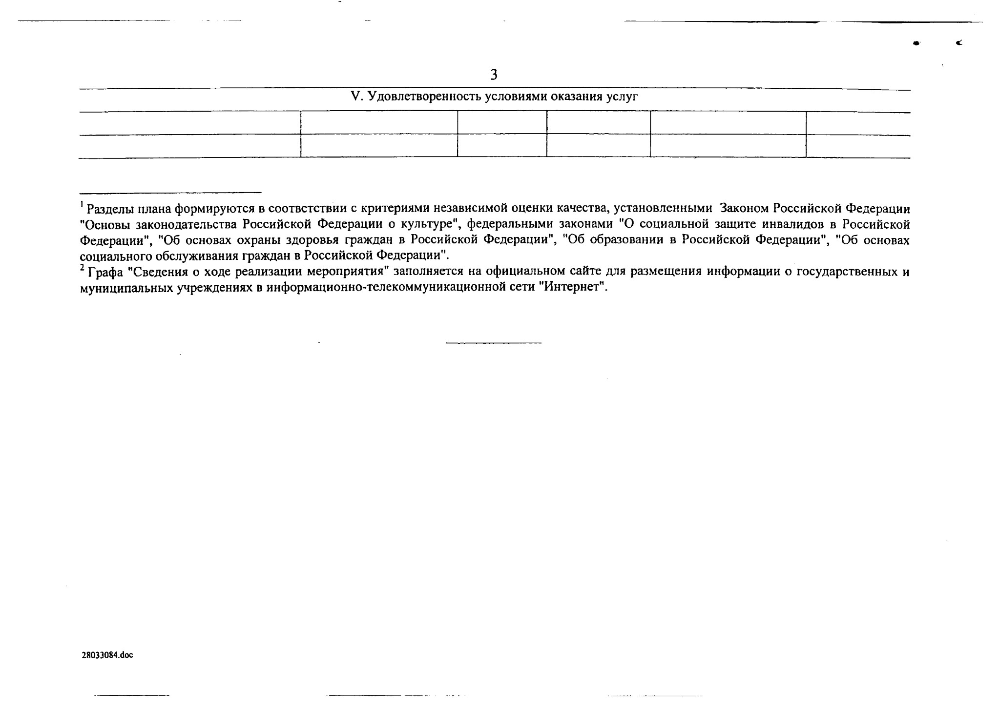 3
V. Удовлетворенность условиями оказания услуг
1 Разделы плана формируются в соответствии с критериями независимой оценки качества, установленными Законом Российской Федерации
"Основы законодательства Российской Федерации о культуре", федеральными законами "О социальной защите инвалидов в Российской
Федерации", "Об основах охраны здоровья граждан в Российской Федерации", "Об образовании в Российской Федерации", "Об основах
социального обслуживания граждан в Российской Федерации".
2 Графа "Сведения о ходе реализации мероприятия" заполняется на официальном сайте для размещения информации о государственных и
муниципальных учреждениях в информационно-телекоммуникационной сети "Интернет".
28033084.doc